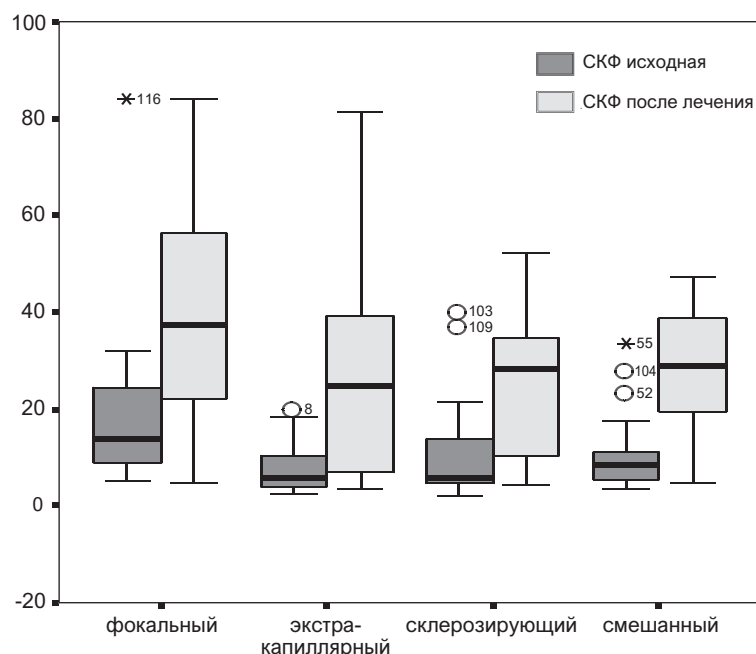 100
80
60
40
20
0
-20
СКФ исходная
СКФ после лечения
116
8
103
109
55
104
52
фокальный
экстра-
капиллярный
склерозирующий
смешанный